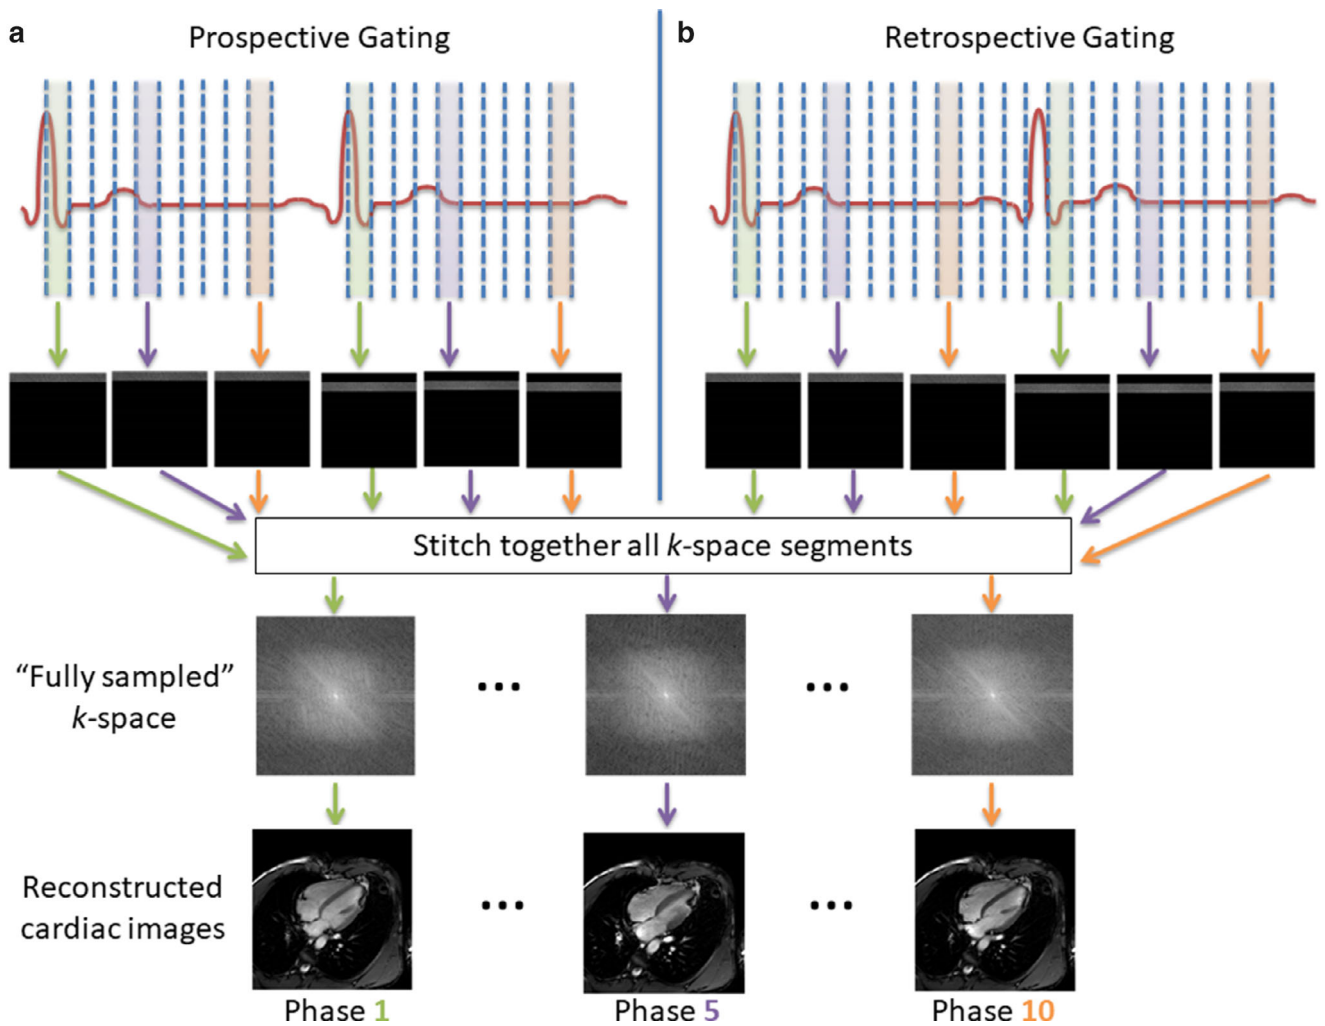 a
Prospective Gating
b
Retrospective Gating
Stitch together all k-space segments
“Fully sampled”
k-space
...
...
Reconstructed
cardiac images
...
...
Phase 1
Phase 5
Phase 10